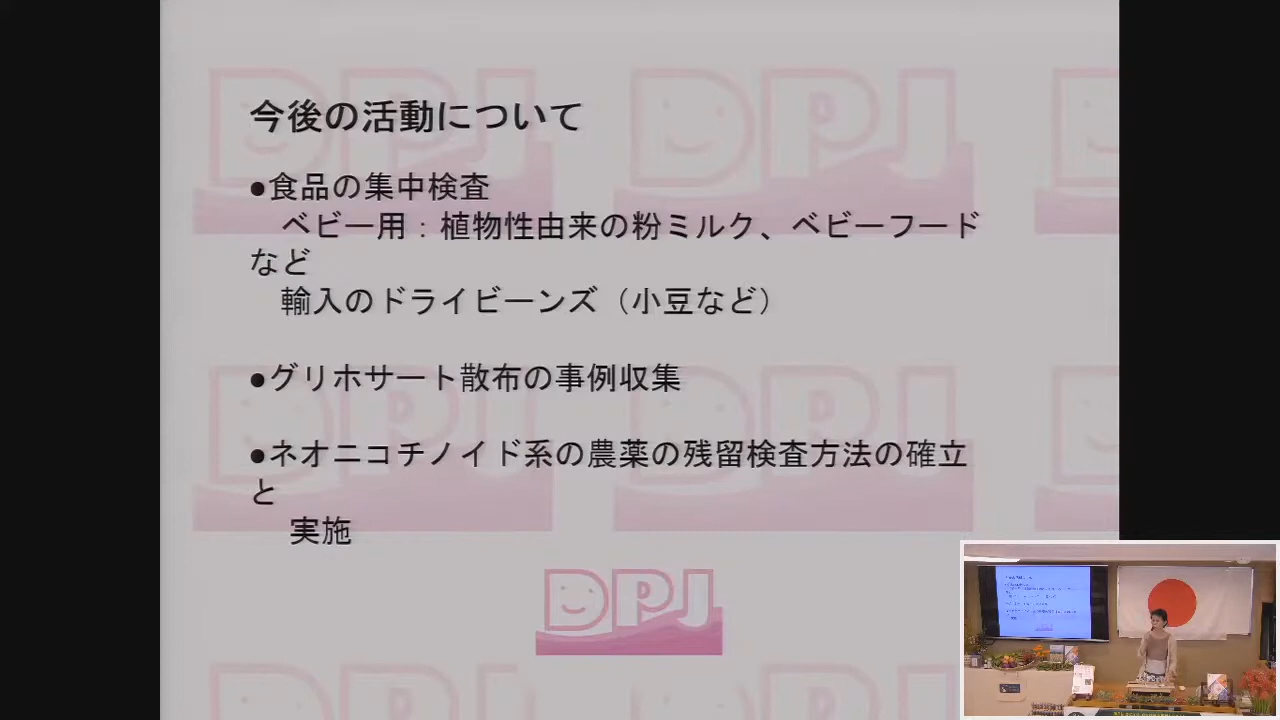 今後の活動について
●食品の集中検査
ベビー用：植物性由来の粉ミルク、ベビーフード
など
輸入のドライビーンズ（小豆など）
●グリホサート散布の事例収集
●ネオニコチノイド系の農薬の残留検査方法の確立
と
実施
DPJ